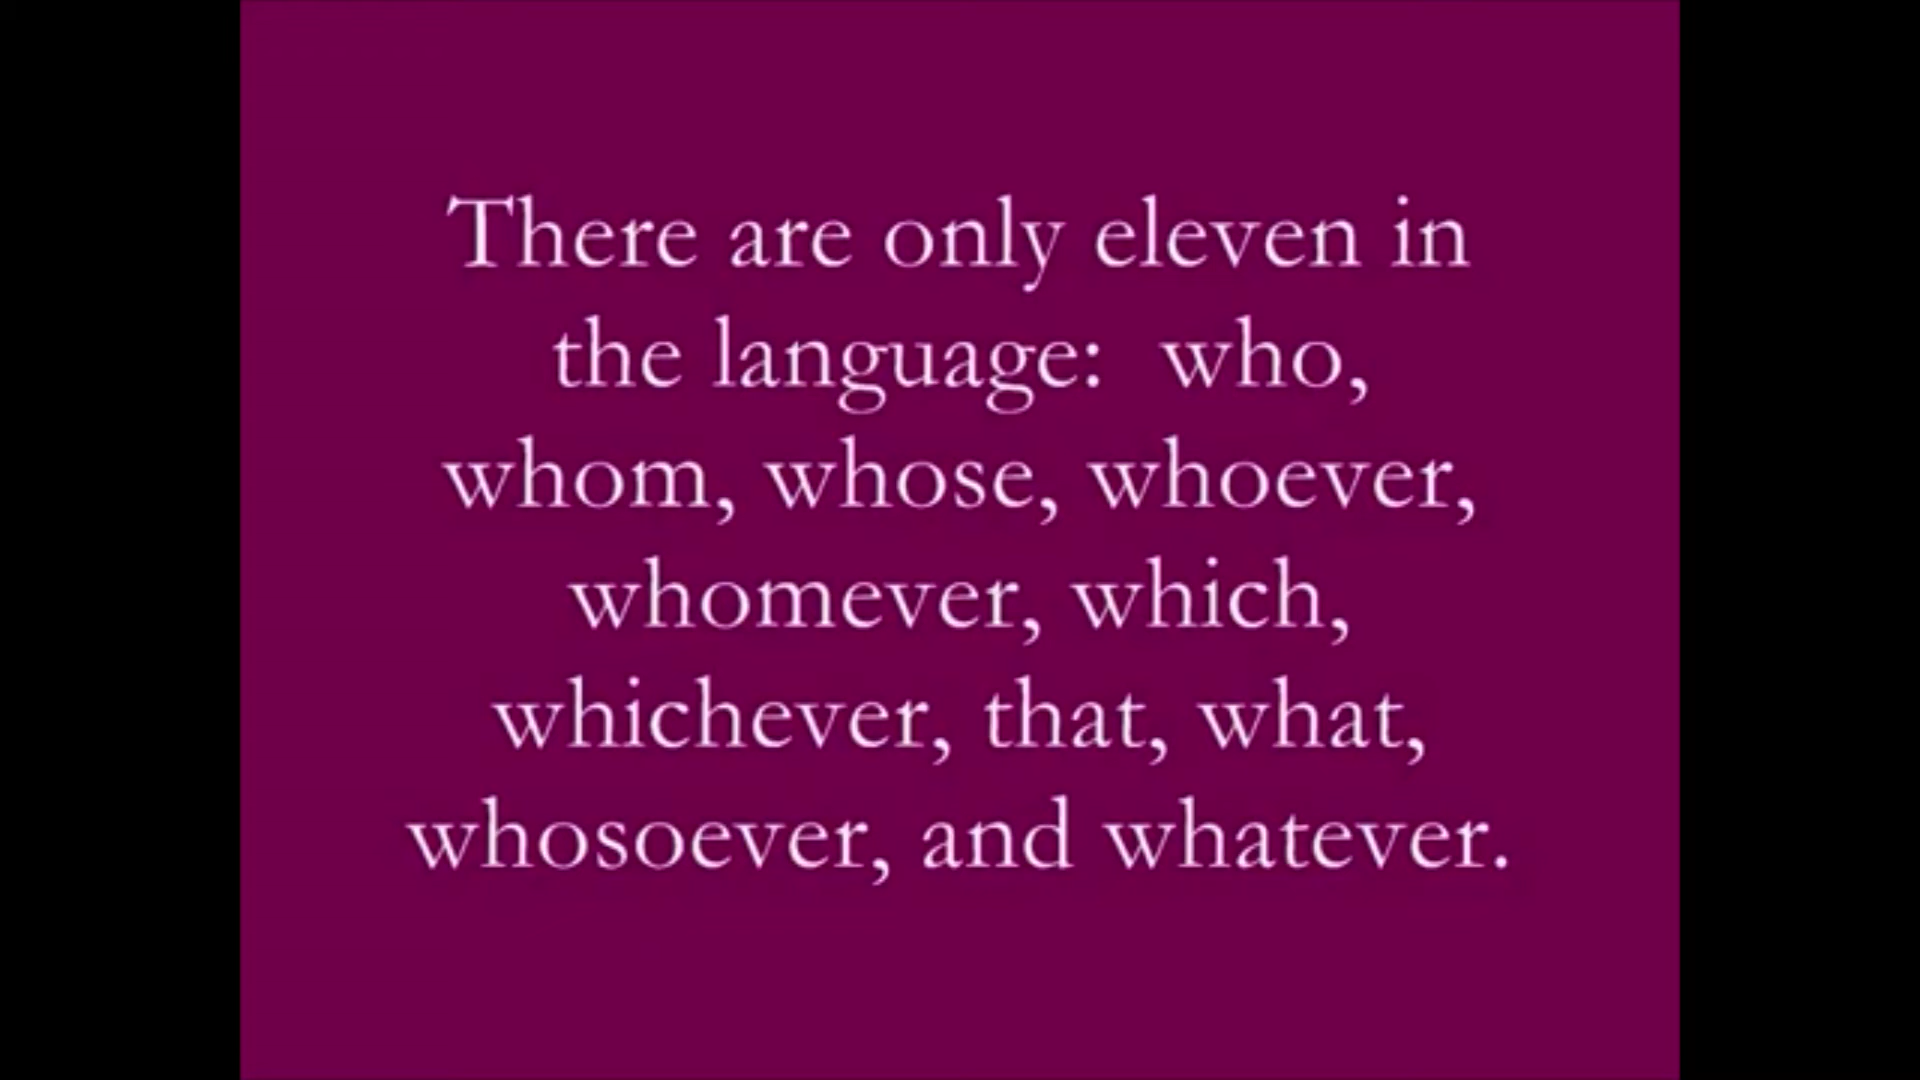 There are only eleven in
the language:  who,
whom, whose, whoever,
whomever, which,
whichever, that, what,
whosoever, and whatever.